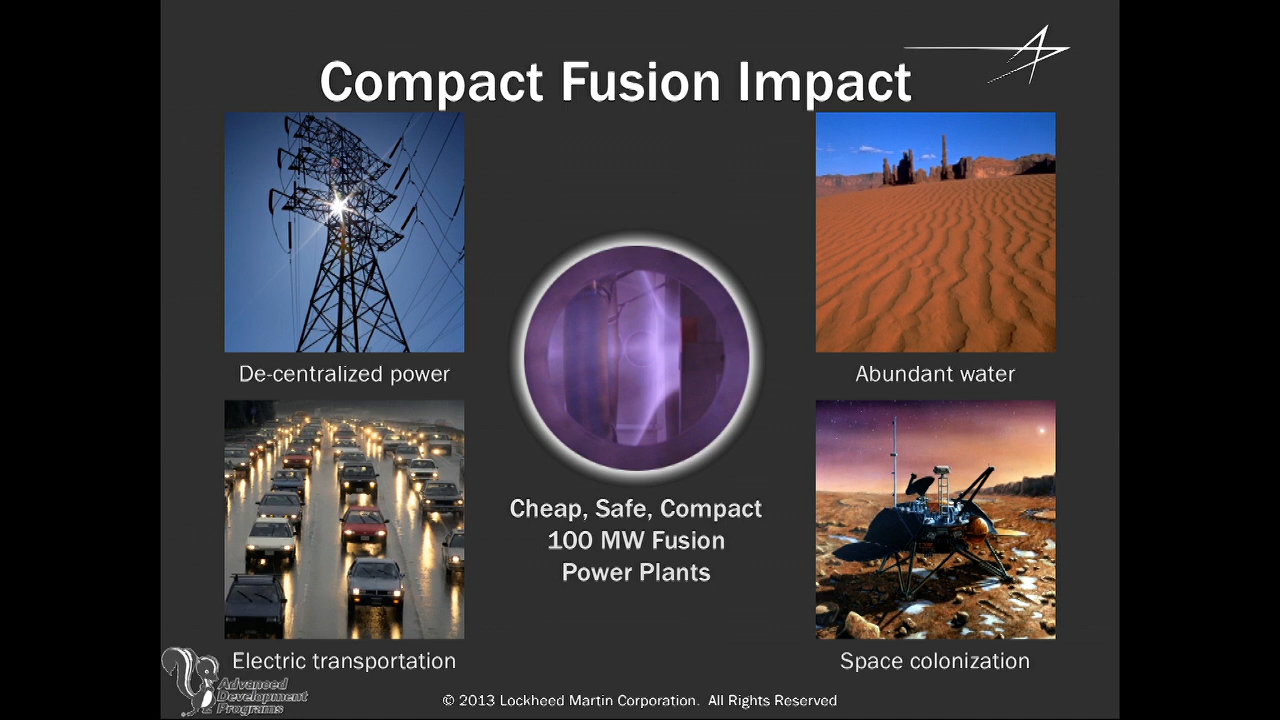 Compact Fusion Impact
De-centralized power
Abundant water
Cheap, Safe, Compact
100 MW Fusion
Power Plants
Electric transportation
Space colonization
Advanced
Development
Programs
© 2013 Lockheed Martin Corporation. All Rights Reserved